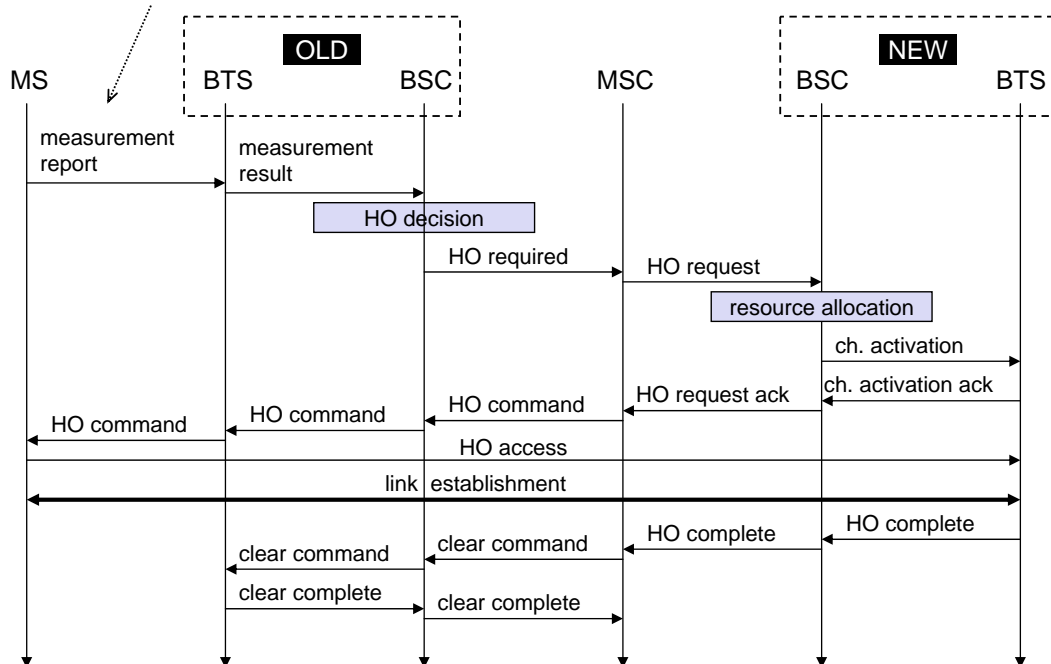 OLD
NEW
MS
BTS
BSC
MSC
BSC
BTS
measurement
report
measurement
result
HO decision
HO required
HO request
resource allocation
ch. activation
ch. activation ack
HO request ack
HO command
HO command
HO command
HO access
link establishment
HO complete
HO complete
clear command
clear command
clear complete
clear complete